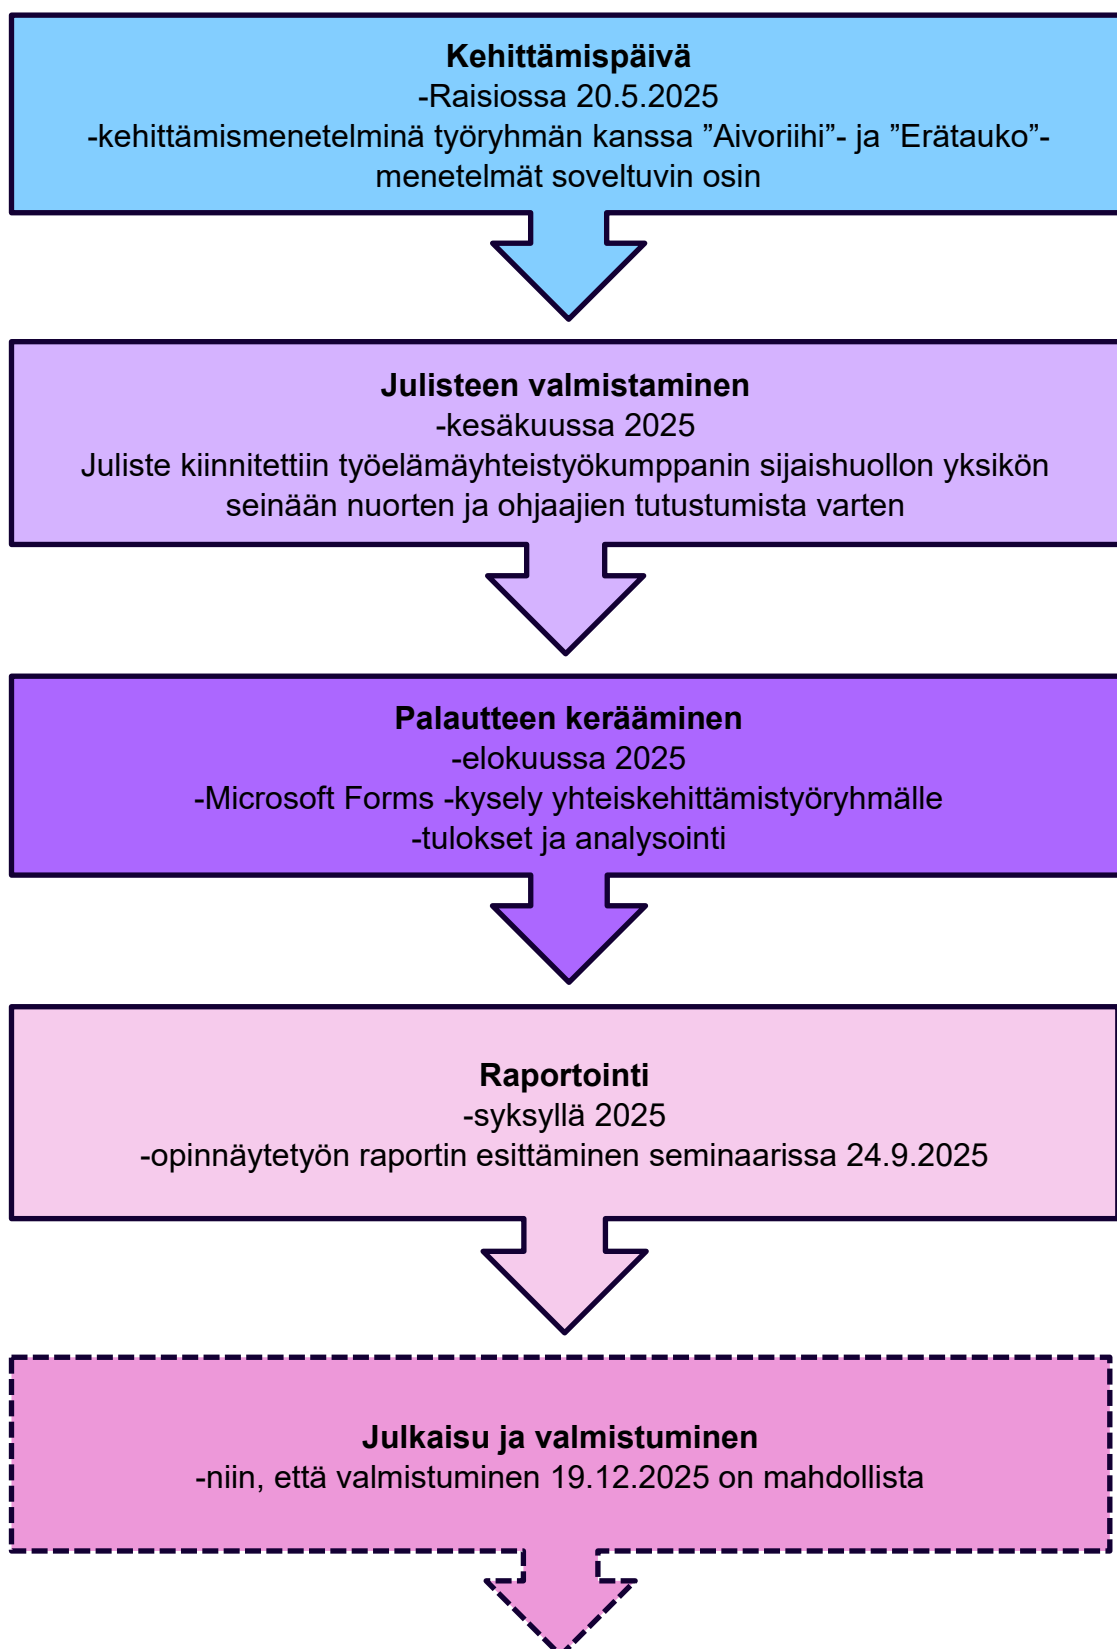 Kehittämispäivä
-Raisiossa 20.5.2025
-kehittämismenetelminä työryhmän kanssa ”Aivoriihi”- ja ”Erätauko”-
menetelmät soveltuvin osin
Julisteen valmistaminen
-kesäkuussa 2025
Juliste kiinnitettiin työelämäyhteistyökumppanin sijaishuollon yksikön
seinään nuorten ja ohjaajien tutustumista varten
Palautteen kerääminen
-elokuussa 2025
-Microsoft Forms -kysely yhteiskehittämistyöryhmälle
-tulokset ja analysointi
Raportointi
-syksyllä 2025
-opinnäytetyön raportin esittäminen seminaarissa 24.9.2025
Julkaisu ja valmistuminen
-niin, että valmistuminen 19.12.2025 on mahdollista